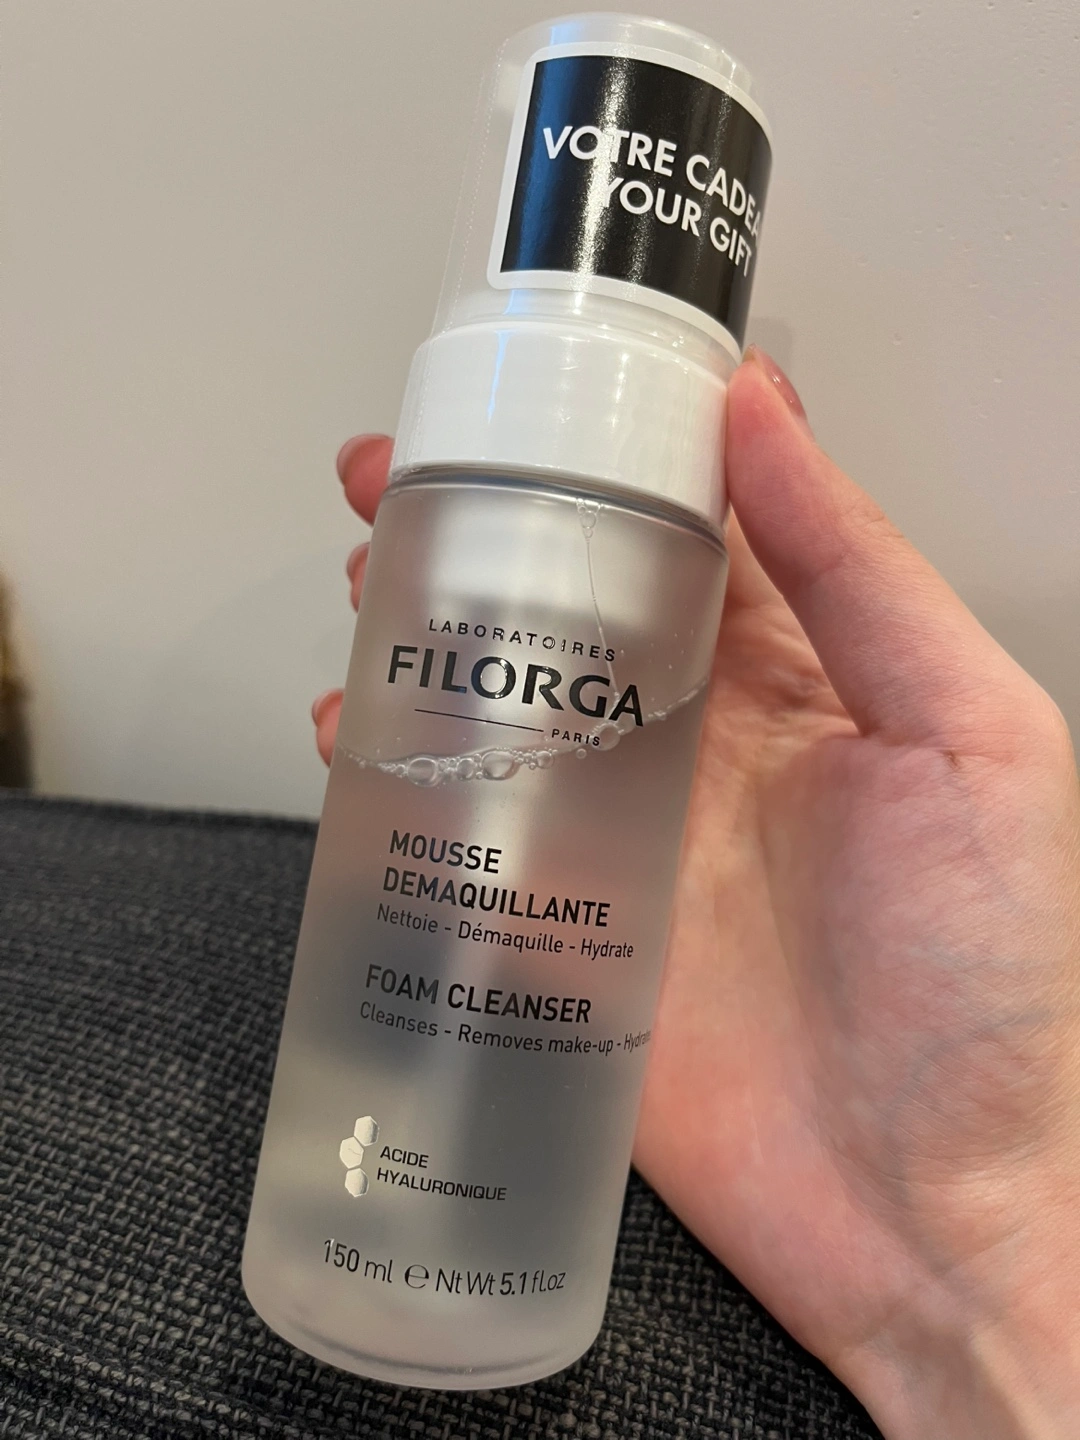 VOTRE CADEA
YOUR GIFT
LABORATOIRES
FILORGA
PARIS
MOUSSE
DEMAQUILLANTE
Nettoie - Démaquille - Hydrate
FOAM CLEANSER
Cleanses - Removes make-up - Hydrates
ACIDE
HYALURONIQUE
150 ml ℮ Nt Wt 5.1 fl.oz